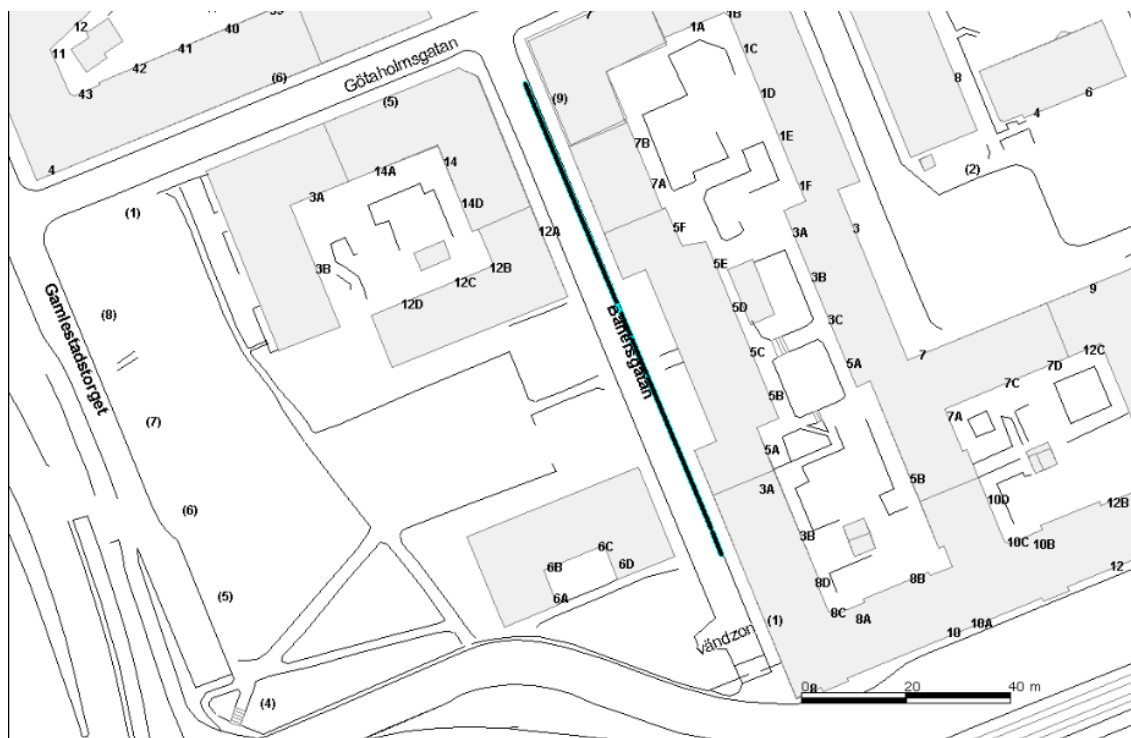 39
7
1B
12
40
1A
11
41
1C
42
Götaholmsgatan
(6)
8
43
(5)
(9)
1D
6
4
1E
7B
4
14
14A
(2)
7A
1F
3A
14D
(1)
5F
12A
3A
3
5E
3B
12B
3B
12C
9
12D
5D
(8)
3C
Gamlestadstorget
Banérsgatan
5C
7
12C
5A
7D
7C
5B
(7)
7A
5A
5B
3A
(6)
10D
12B
3B
6C
10C
10B
6B
6D
8D
8B
12
(5)
6A
8C
8A
(1)
10A
10
vändzon
8
0
20
40 m
(4)